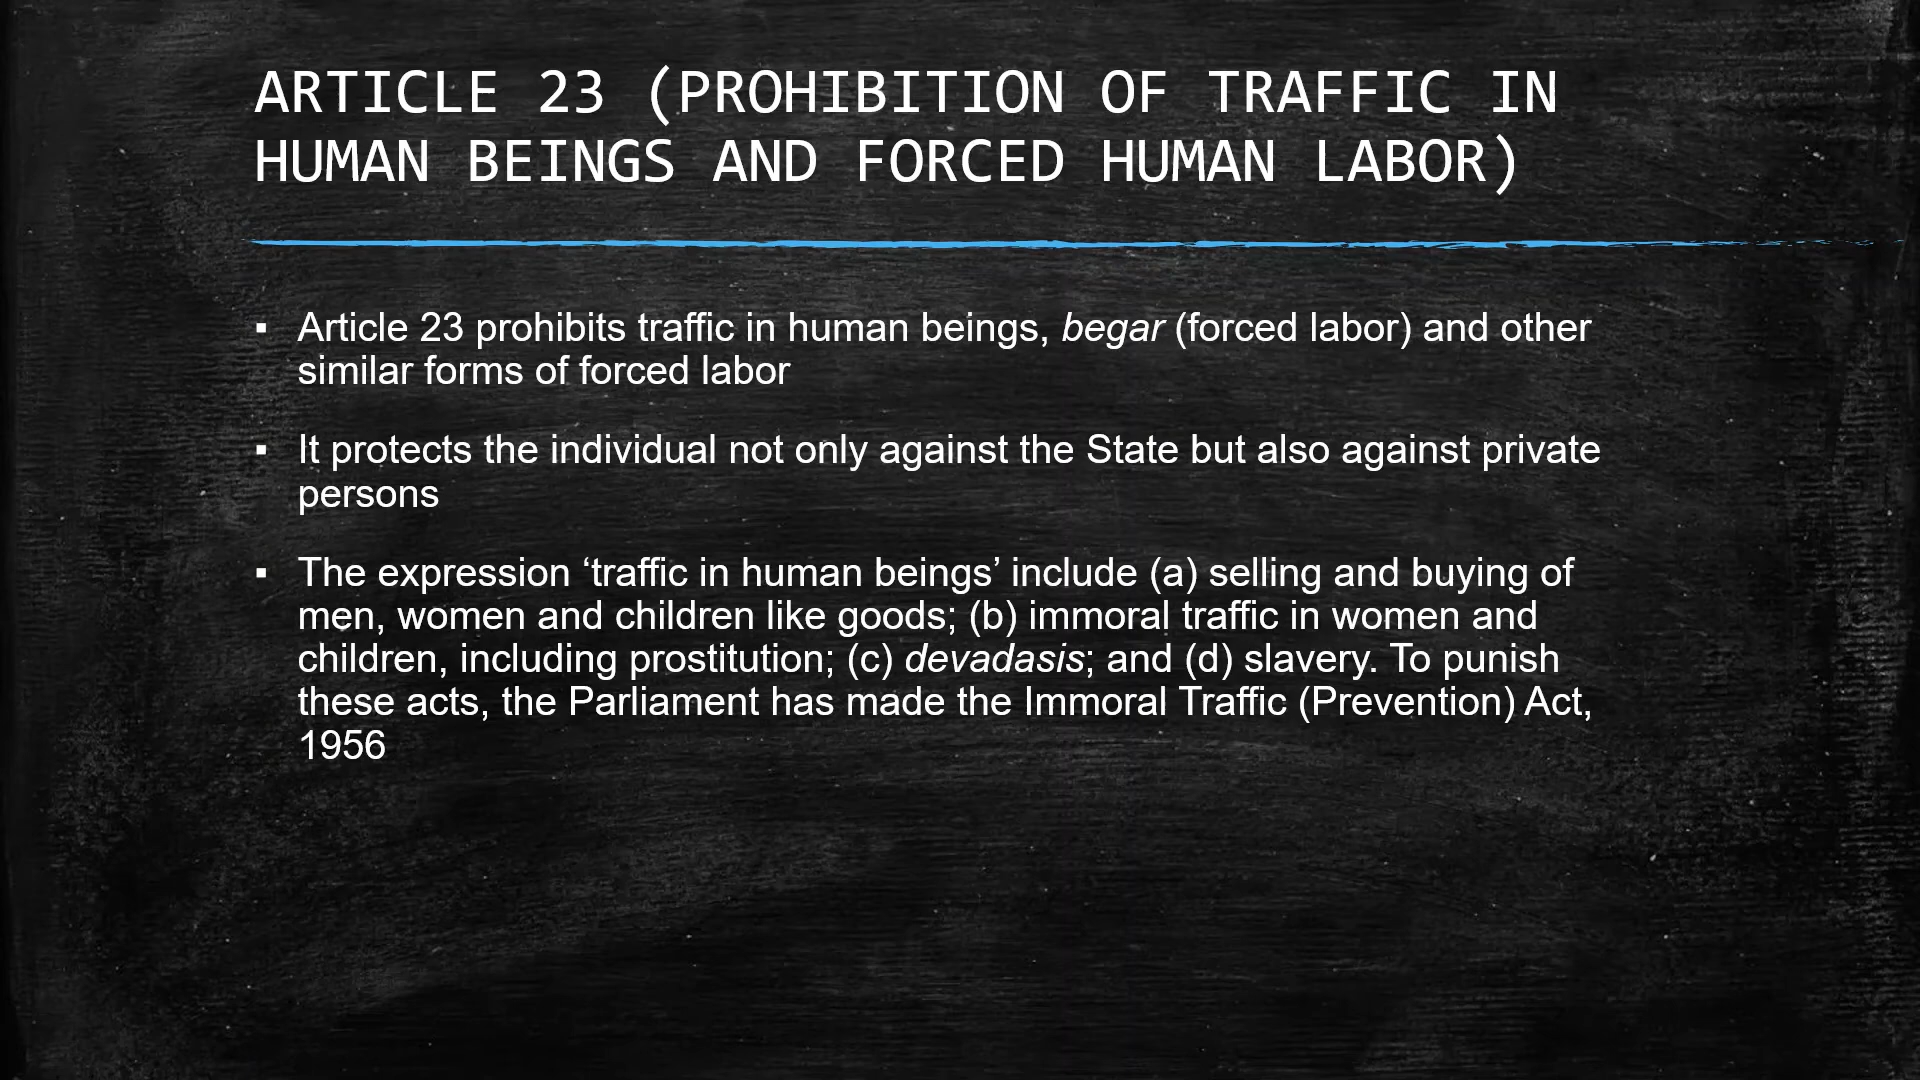 ARTICLE 23 (PROHIBITION OF TRAFFIC IN
HUMAN BEINGS AND FORCED HUMAN LABOR)
▪ Article 23 prohibits traffic in human beings, begar (forced labor) and other
similar forms of forced labor
▪ It protects the individual not only against the State but also against private
persons
▪ The expression ‘traffic in human beings’ include (a) selling and buying of
men, women and children like goods; (b) immoral traffic in women and
children, including prostitution; (c) devadasis; and (d) slavery. To punish
these acts, the Parliament has made the Immoral Traffic (Prevention) Act,
1956